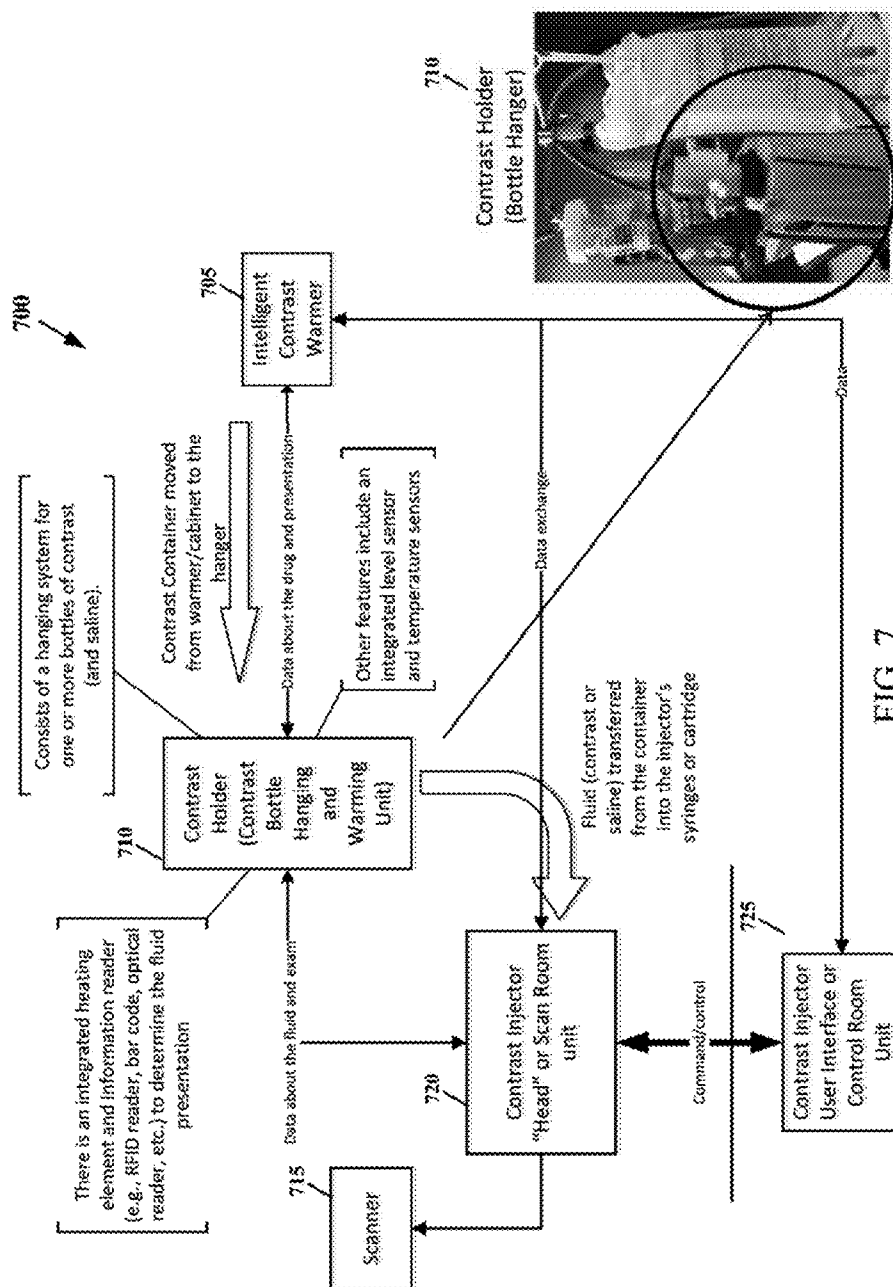 700
Consists of a hanging system for
one or more bottles of contrast
(and saline).
There is an integrated heating
element and information reader
(e.g., RFID reader, bar code, optical
reader, etc.) to determine the fluid
presentation
710
Contrast
Holder
(Contrast
Bottle
Hanging
and
Warming
Unit)
Contrast Container moved
from warmer/cabinet to the
hanger
Data about the drug and presentation
705
Intelligent
Contrast
Warmer
Other features include an
integrated level sensor
and temperature sensors
Data about the fluid and exam
715
Scanner
720
Contrast Injector
"Head" or Scan Room
unit
Fluid (contrast or
saline) transferred
from the container
into the injector's
syringes or cartridge
Data exchange
Data
710
Contrast Holder
(Bottle Hanger)
Command/control
725
Contrast Injector
User Interface or
Control Room
Unit
FIG. 7